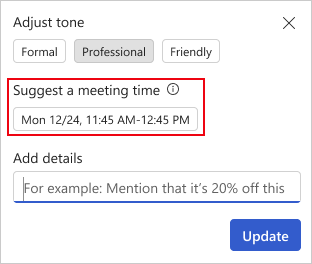 Adjust tone
Formal Professional Friendly
Suggest a meeting time
Mon 12/24, 11:45 AM-12:45 PM
Add details
For example: Mention that it's 20% off this
Update